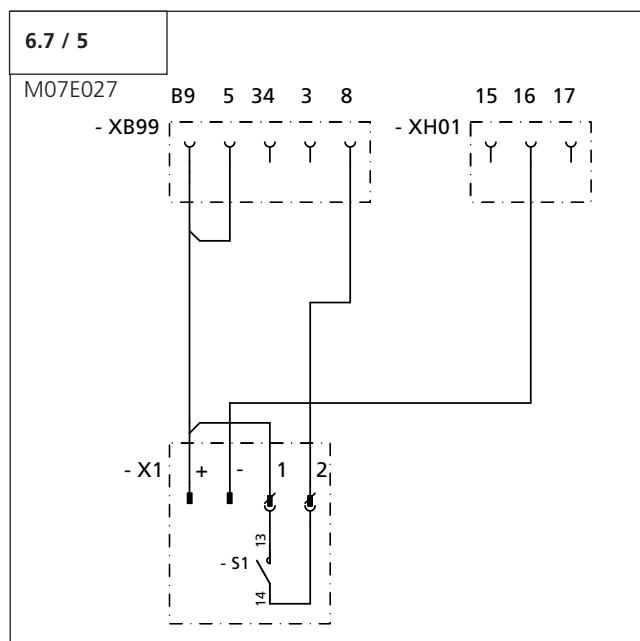 6.7 / 5
M07E027
B9 5 34 3 8 15 16 17
- XB99 - XH01
- X1 + - 1 2
13
- S1
14